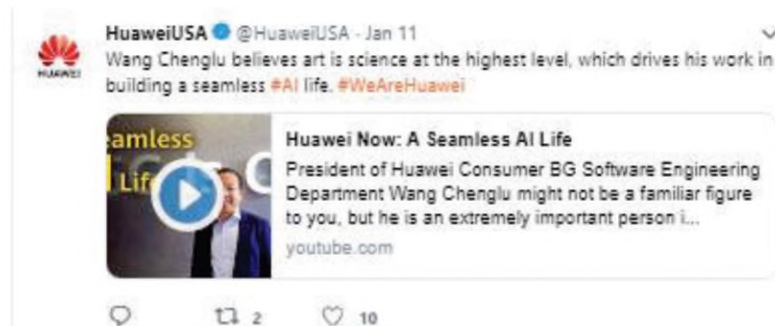 HuaweiUSA @HuaweiUSA · Jan 11
Wang Chenglu believes art is science at the highest level, which drives his work in
building a seamless #AI life. #WeAreHuawei
HUAWEI
eamless
Life
Huawei Now: A Seamless AI Life
President of Huawei Consumer BG Software Engineering
Department Wang Chenglu might not be a familiar figure
to you, but he is an extremely important person i...
youtube.com
2
10